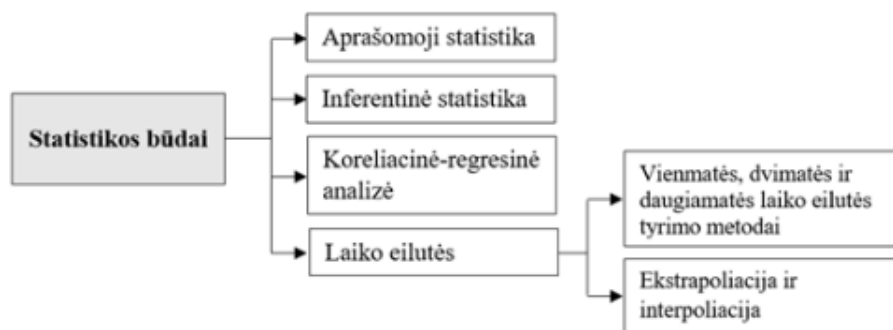 Statistikos būdai
Aprašomoji statistika
Inferentinė statistika
Koreliacinė-regresinė
analizė
Laiko eilutės
Vienmatės, dvimatės ir
daugiamatės laiko eilutės
tyrimo metodai
Ekstrapoliacija ir
interpoliacija